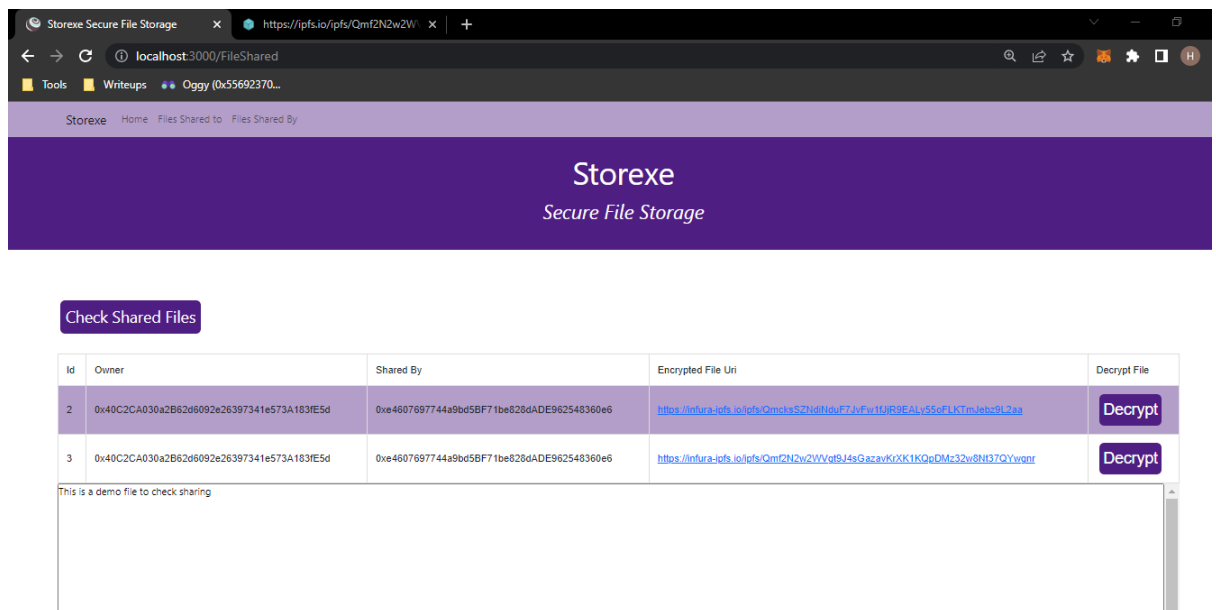 Storexe Secure File Storage https://ipfs.io/ipfs/Qmf2N2w2W
localhost:3000/FileShared H
Tools Writeups Oggy (0x55692370...
Storexe Home Files Shared to Files Shared By
Storexe
Secure File Storage
Check Shared Files
Id Owner Shared By Encrypted File Uri Decrypt File
2 0x40C2CA030a2B62d6092e26397341e573A183fE5d 0xe4607697744a9bd5BF71be828dADE962548360e6 https://infura-ipfs.io/ipfs/QmcksSZNdiNduF7JvFw1fJjR9EALy55oFLKTmJebz9L2aa Decrypt
3 0x40C2CA030a2B62d6092e26397341e573A183fE5d 0xe4607697744a9bd5BF71be828dADE962548360e6 https://infura-ipfs.io/ipfs/Qmf2N2w2WVgt9J4sGazavKrXK1KQpDMz32w8Nt37QYwgnr Decrypt
This is a demo file to check sharing